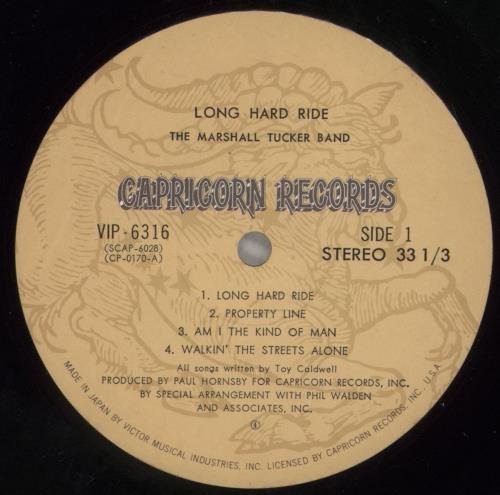 LONG HARD RIDE
THE MARSHALL TUCKER BAND
CAPRICORN RECORDS
VIP-6316
(SCAP-6028)
(CP-0170-A)
SIDE 1
STEREO 33 1/3
1. LONG HARD RIDE
2. PROPERTY LINE
3. AM I THE KIND OF MAN
4. WALKIN' THE STREETS ALONE
All songs written by Toy Caldwell
PRODUCED BY PAUL HORNSBY FOR CAPRICORN RECORDS, INC.
BY SPECIAL ARRANGEMENT WITH PHIL WALDEN
AND ASSOCIATES, INC.
MADE IN JAPAN BY VICTOR MUSICAL INDUSTRIES, INC. LICENSED BY CAPRICORN RECORDS, INC. U.S.A.